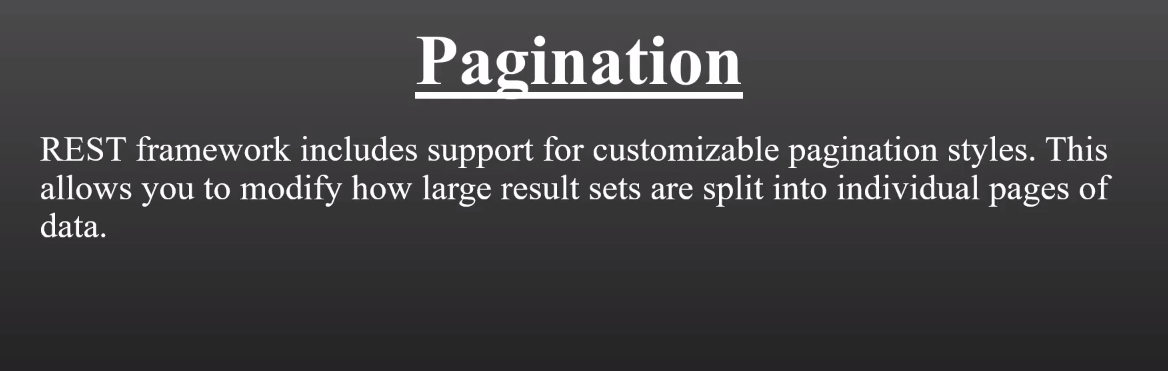 Pagination
REST framework includes support for customizable pagination styles. This
allows you to modify how large result sets are split into individual pages of
data.